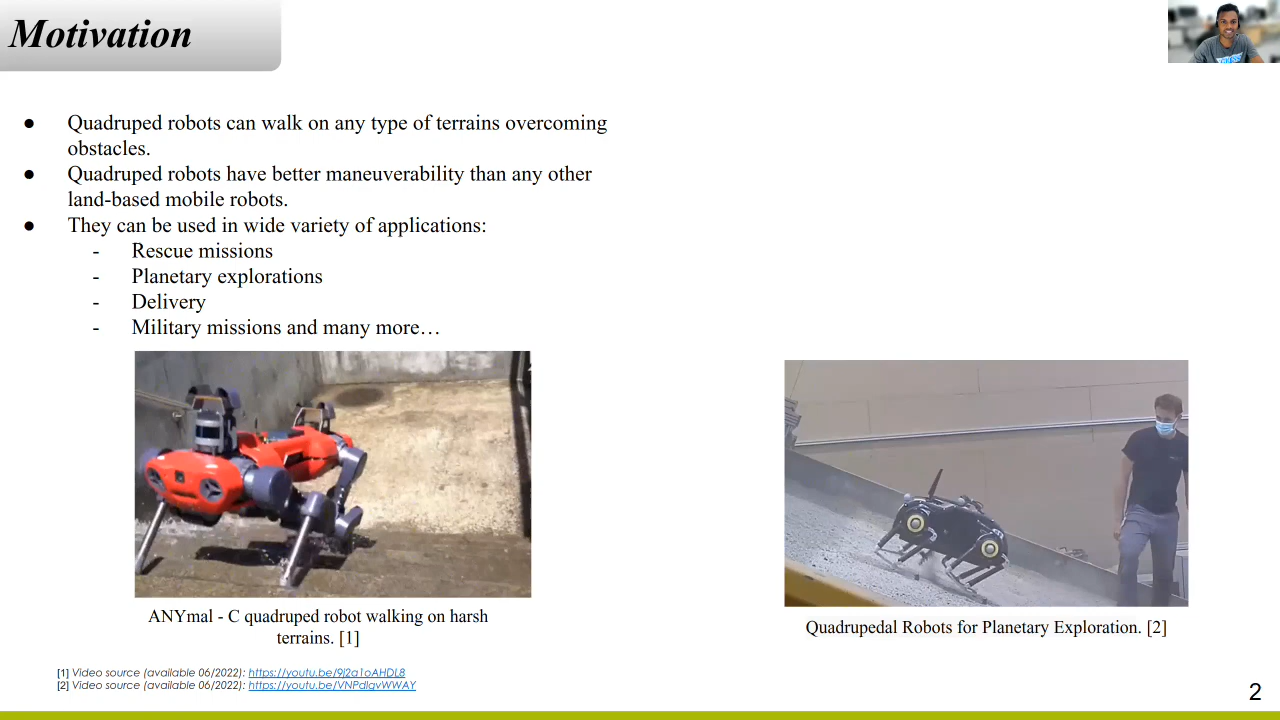 Motivation
● Quadruped robots can walk on any type of terrains overcoming
obstacles.
● Quadruped robots have better maneuverability than any other
land-based mobile robots.
● They can be used in wide variety of applications:
- Rescue missions
- Planetary explorations
- Delivery
- Military missions and many more…
ANYmal - C quadruped robot walking on harsh
terrains. [1]
Quadrupedal Robots for Planetary Exploration. [2]
[1] Video source (available 06/2022): https://youtu.be/9j2a1oAHDL8
[2] Video source (available 06/2022): https://youtu.be/VNPdIgvWWAY
2